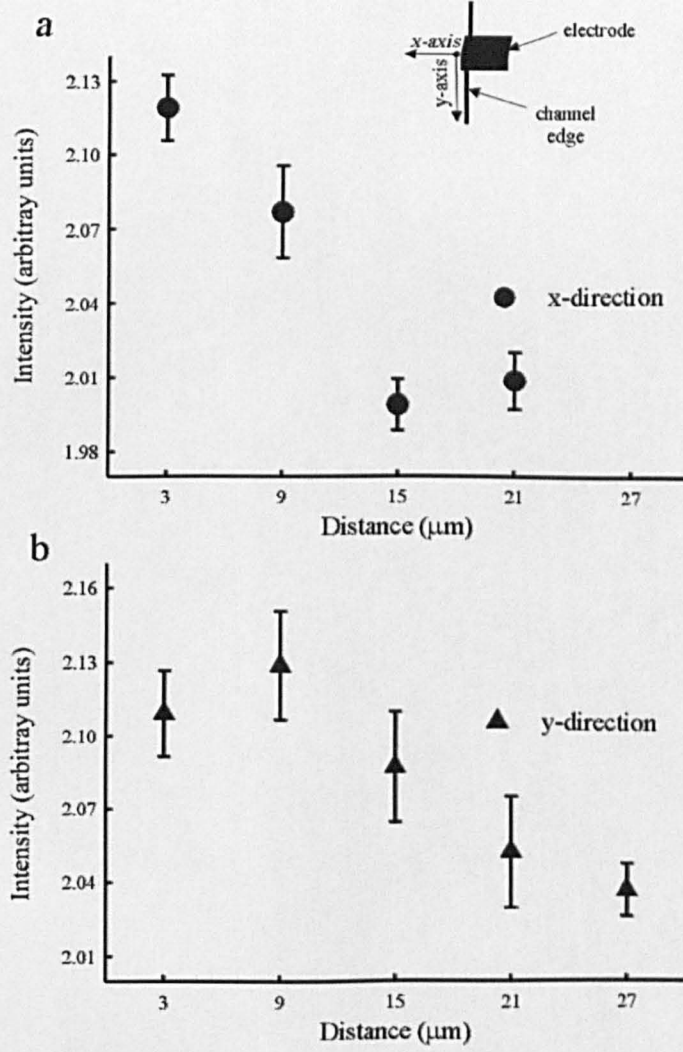 a
x-axis
electrode
y-axis
channel
edge
Intensity (arbitray units)
2.13
2.10
2.07
2.04
2.01
1.98
x-direction
3 9 15 21 27
Distance (μm)
b
Intensity (arbitray units)
2.16
2.13
2.10
2.07
2.04
2.01
y-direction
3 9 15 21 27
Distance (μm)